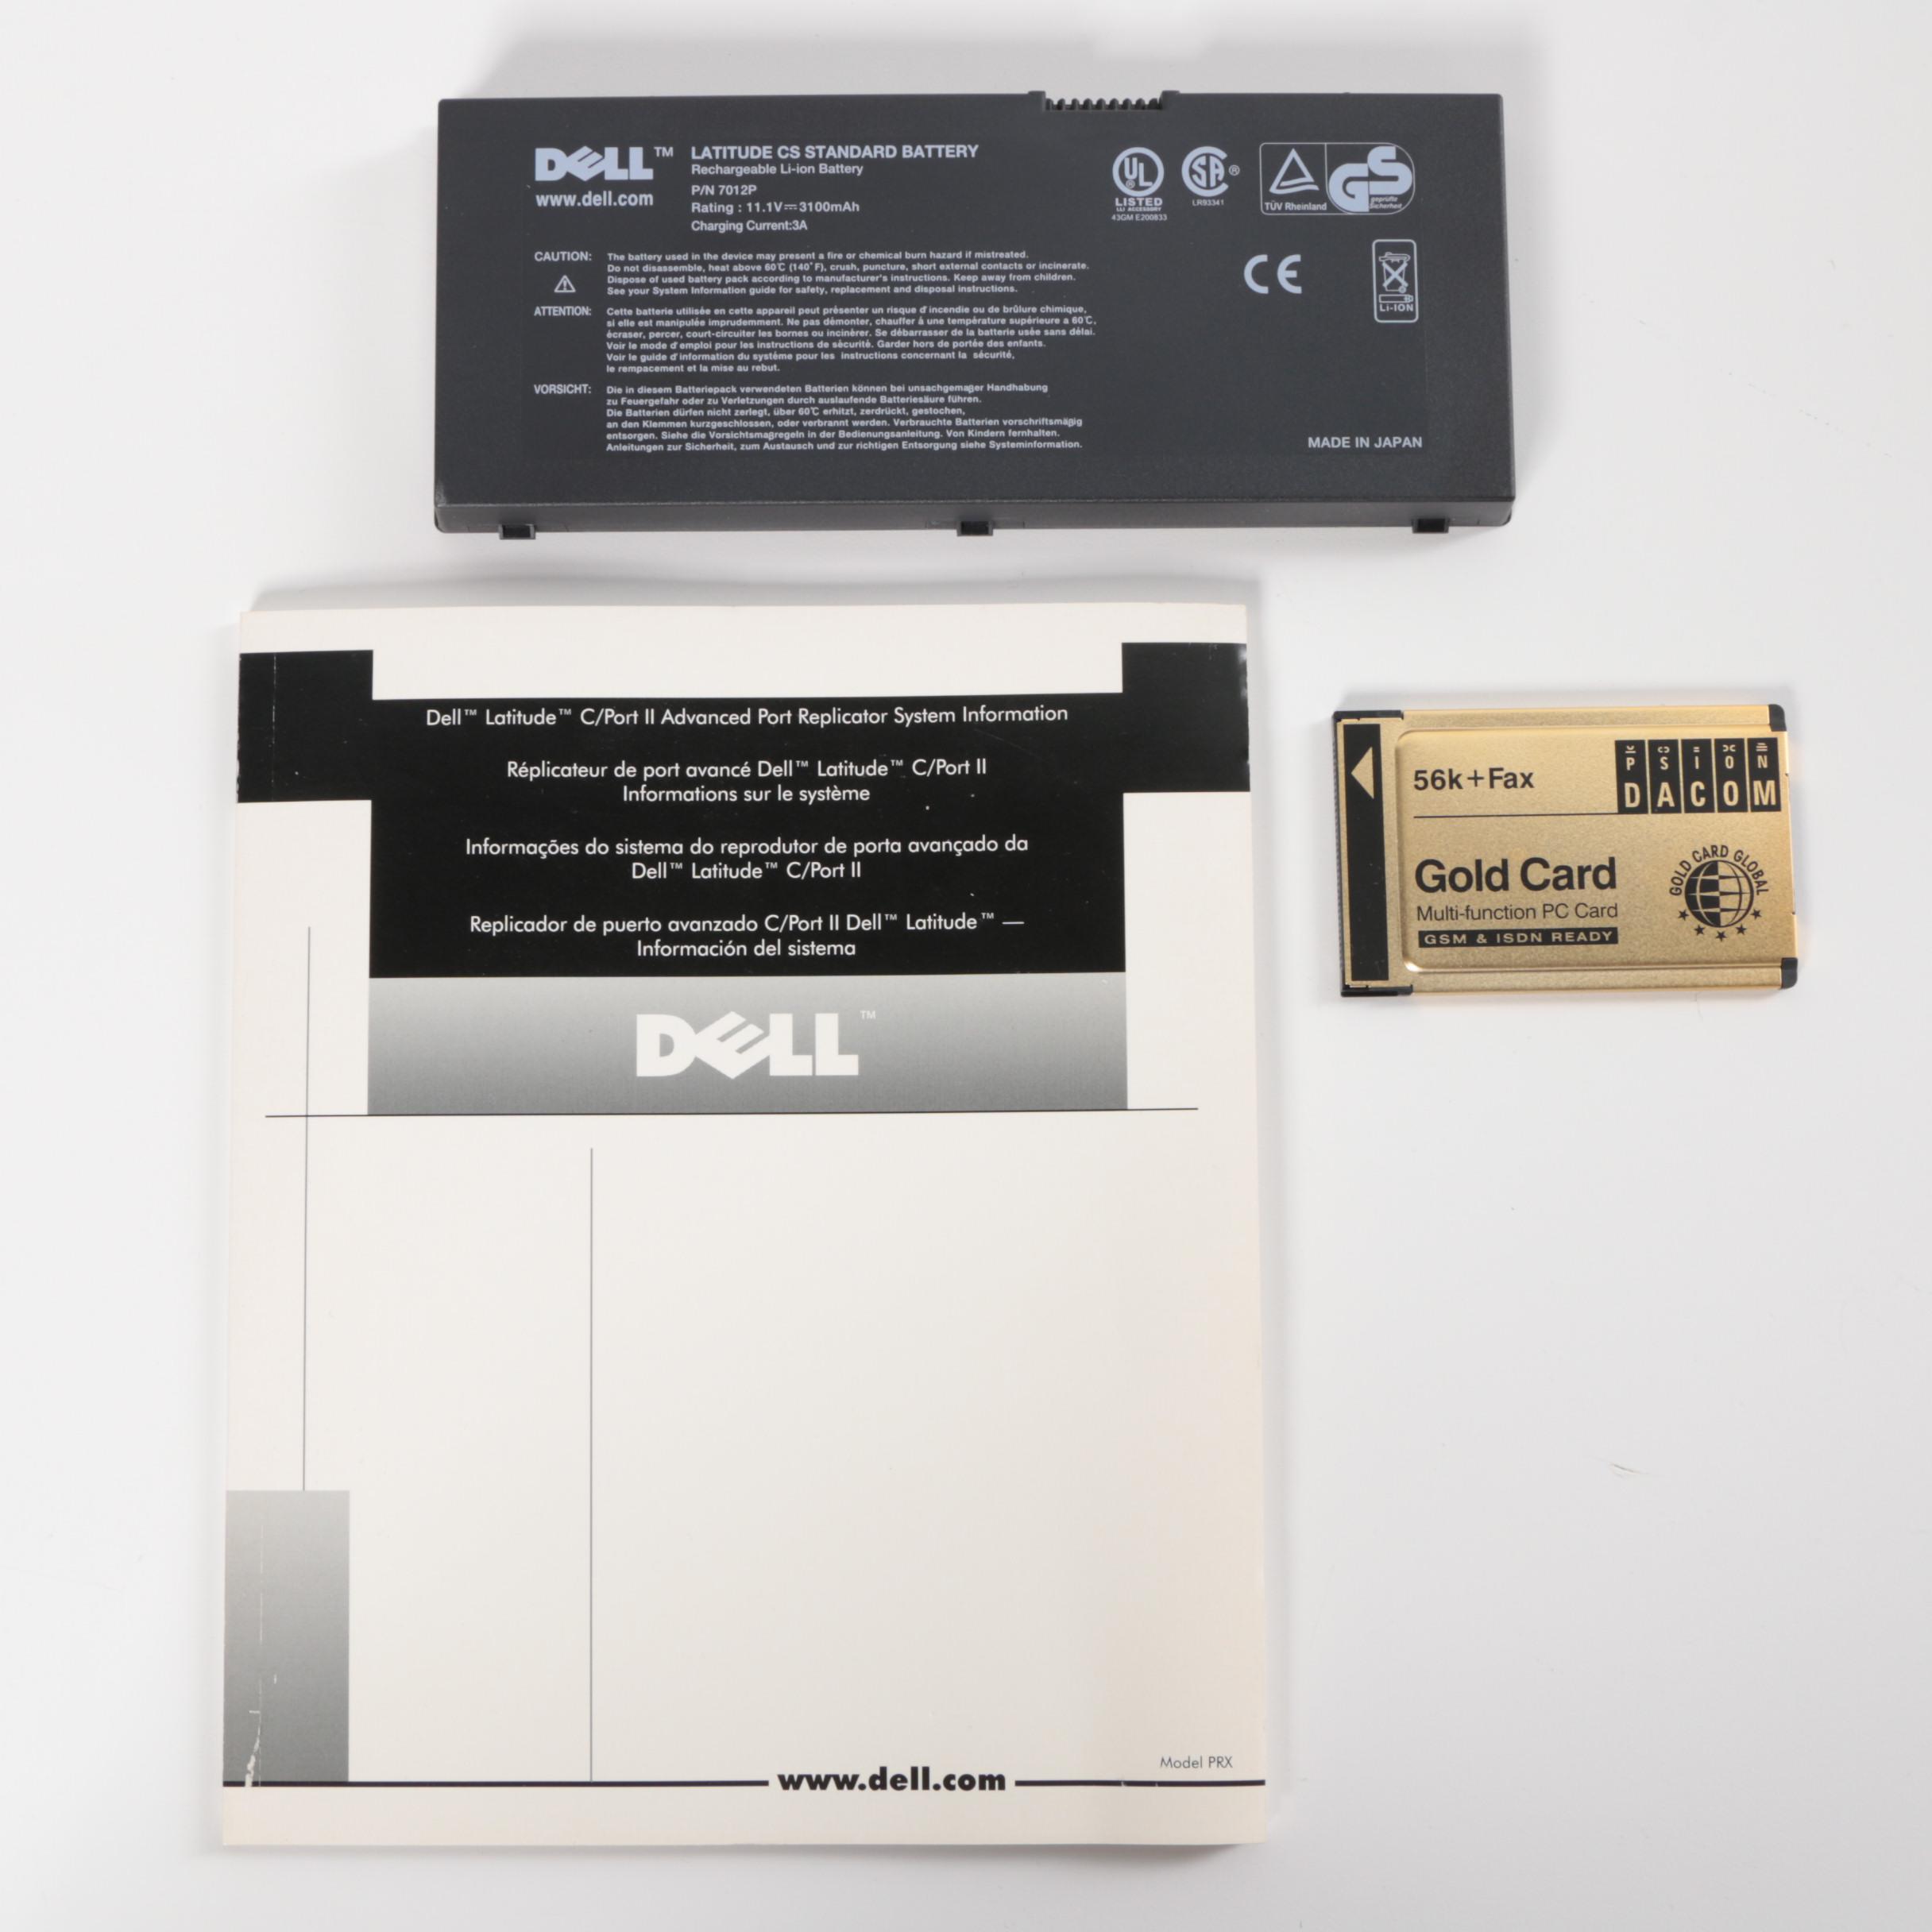 DELL™
www.dell.com
LATITUDE CS STANDARD BATTERY
Rechargeable Li-ion Battery
P/N 7012P
Rating : 11.1V⎓3100mAh
Charging Current:3A
UL
®
LISTED
LLI ACCESSORY
43GM E200833
SA®
LR93341
TÜV Rheinland
GS
geprüfte
Sicherheit
CE
Li-ION
CAUTION: The battery used in the device may present a fire or chemical burn hazard if mistreated.
Do not disassemble, heat above 60℃ (140˚F), crush, puncture, short external contacts or incinerate.
Dispose of used battery pack according to manufacturer's instructions. Keep away from children.
See your System Information guide for safety, replacement and disposal instructions.
ATTENTION: Cette batterie utilisée en cette appareil peut présenter un risque d'incendie ou de brûlure chimique,
si elle est manipulée imprudemment. Ne pas démonter, chauffer à une température supérieure a 60℃,
écraser, percer, court-circuiter les bornes ou incinèrer. Se débarrasser de la batterie usée sans délai.
Voir le mode d'emploi pour les instructions de sécurité. Garder hors de portée des enfants.
Voir le guide d'information du systéme pour les instructions concernant la sécurité,
le rempacement et la mise au rebut.
VORSICHT: Die in diesem Batteriepack verwendeten Batterien können bei unsachgemaßer Handhabung
zu Feuergefahr oder zu Verletzungen durch auslaufende Batteriesäure führen.
Die Batterien dürfen nicht zerlegt, über 60℃ erhitzt, zerdrückt, gestochen,
an den Klemmen kurzgeschlossen, oder verbrannt werden. Verbrauchte Batterien vorschriftsmäßig
entsorgen. Siehe die Vorsichtsmaßregeln in der Bedienungsanleitung. Von Kindern fernhalten.
Anleitungen zur Sicherheit, zum Austausch und zur richtigen Entsorgung siehe Systeminformation.
MADE IN JAPAN
Dell™ Latitude™ C/Port II Advanced Port Replicator System Information
Réplicateur de port avancé Dell™ Latitude™ C/Port II
Informations sur le système
Informações do sistema do reprodutor de porta avançado da
Dell™ Latitude™ C/Port II
Replicador de puerto avanzado C/Port II Dell™ Latitude™ —
Información del sistema
DELL™
Model PRX
www.dell.com
56k+Fax
PSION
DACOM
Gold Card
Multi-function PC Card
GSM & ISDN READY
GOLD CARD GLOBAL